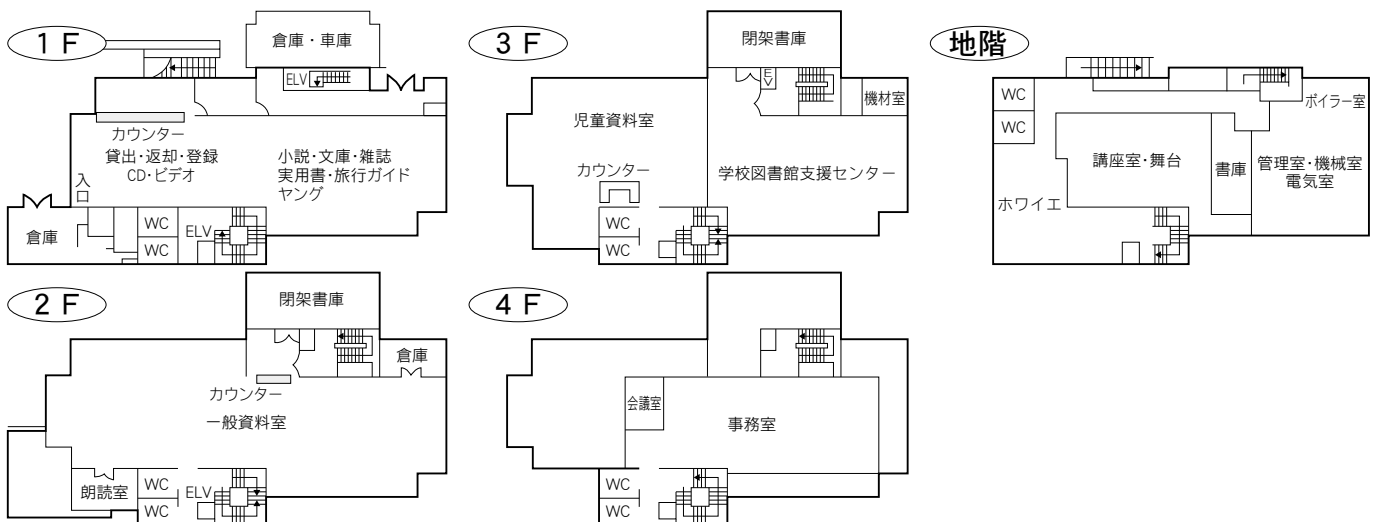 1 F
倉庫・車庫
ELV
カウンター
貸出・返却・登録
CD・ビデオ
小説・文庫・雑誌
実用書・旅行ガイド
ヤング
入口
倉庫
WC
WC
ELV
2 F
閉架書庫
倉庫
カウンター
一般資料室
朗読室
WC
WC
ELV
3 F
閉架書庫
EV
機材室
児童資料室
カウンター
学校図書館支援センター
WC
WC
4 F
会議室
事務室
WC
WC
地階
WC
WC
ボイラー室
講座室・舞台
書庫
管理室・機械室
電気室
ホワイエ